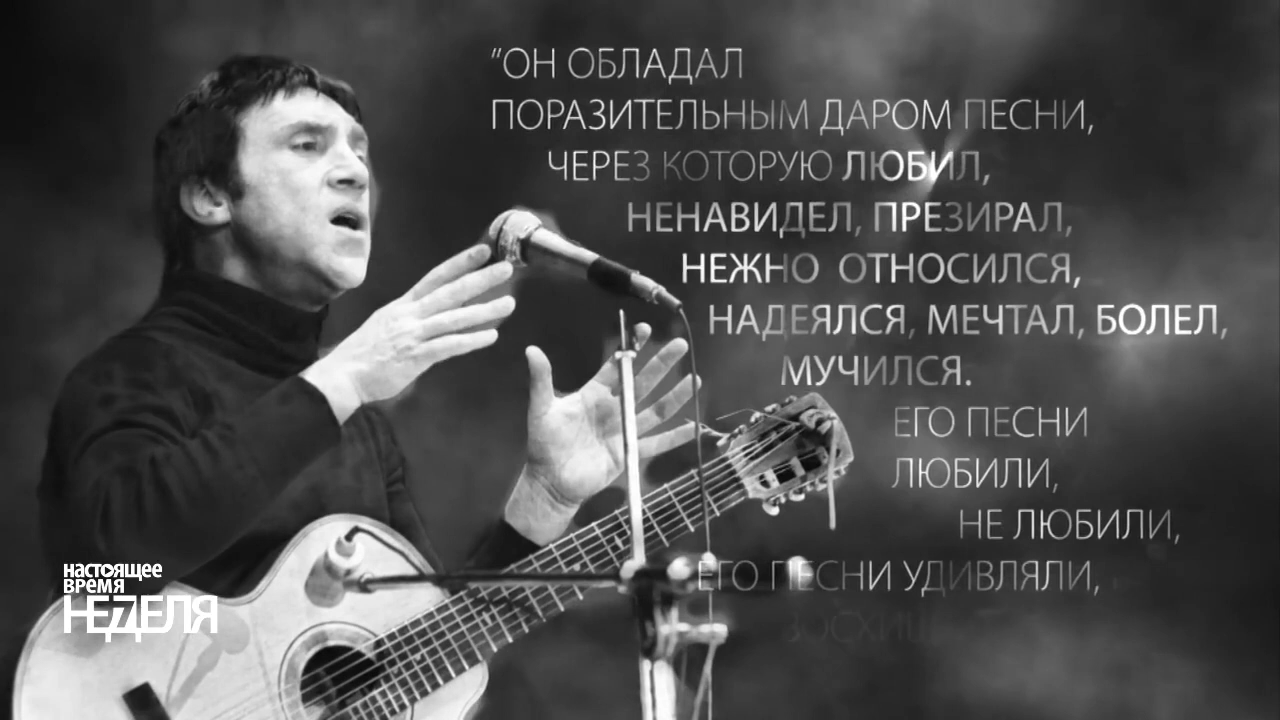 "ОН ОБЛАДАЛ
ПОРАЗИТЕЛЬНЫМ ДАРОМ ПЕСНИ,
ЧЕРЕЗ КОТОРУЮ ЛЮБИЛ,
НЕНАВИДЕЛ, ПРЕЗИРАЛ,
НЕЖНО ОТНОСИЛСЯ,
НАДЕЯЛСЯ, МЕЧТАЛ, БОЛЕЛ,
МУЧИЛСЯ.
ЕГО ПЕСНИ
ЛЮБИЛИ,
НЕ ЛЮБИЛИ,
ЕГО ПЕСНИ УДИВЛЯЛИ,
НАСТОЯЩЕЕ
ВРЕМЯ
НЕДЕЛЯ